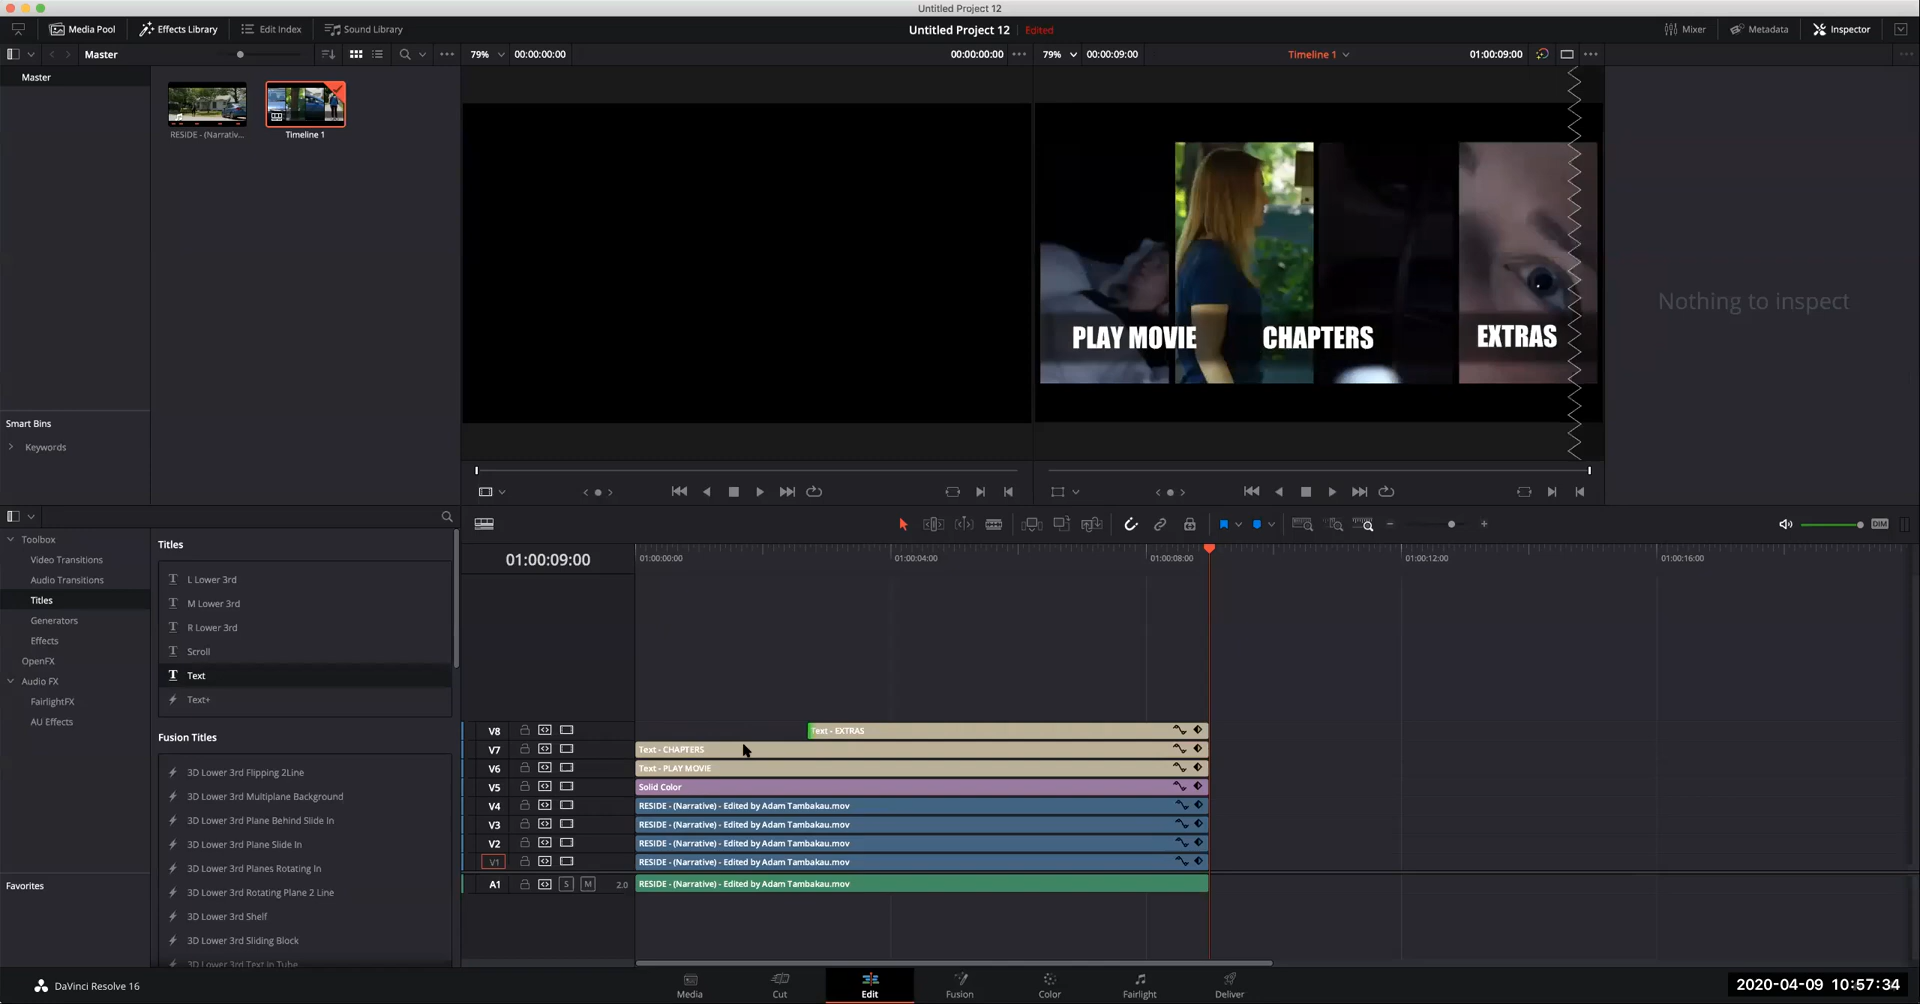 Untitled Project 12
Media Pool
Effects Library
Edit Index
Sound Library
Untitled Project 12 Edited
Mixer
Metadata
Inspector
Master
79% 00:00:00:00
00:00:00:00
79% 00:00:09:00
Timeline 1
01:00:09:00
Master
RESIDE - (Narrativ...
Timeline 1
Nothing to inspect
PLAY MOVIE
CHAPTERS
EXTRAS
Smart Bins
Keywords
DIM
Toolbox
Video Transitions
Audio Transitions
Titles
Generators
Effects
OpenFX
Audio FX
FairlightFX
AU Effects
Favorites
Titles
L Lower 3rd
M Lower 3rd
R Lower 3rd
Scroll
Text
Text+
Fusion Titles
3D Lower 3rd Flipping 2Line
3D Lower 3rd Multiplane Background
3D Lower 3rd Plane Behind Slide In
3D Lower 3rd Plane Slide In
3D Lower 3rd Planes Rotating In
3D Lower 3rd Rotating Plane 2 Line
3D Lower 3rd Shelf
3D Lower 3rd Sliding Block
3D Lower 3rd Text In Tube
01:00:09:00
01:00:00:00
01:00:04:00
01:00:08:00
01:00:12:00
01:00:16:00
V8 Text - EXTRAS
V7 Text - CHAPTERS
V6 Text - PLAY MOVIE
V5 Solid Color
V4 RESIDE - (Narrative) - Edited by Adam Tambakau.mov
V3 RESIDE - (Narrative) - Edited by Adam Tambakau.mov
V2 RESIDE - (Narrative) - Edited by Adam Tambakau.mov
V1 RESIDE - (Narrative) - Edited by Adam Tambakau.mov
A1 S M 2.0 RESIDE - (Narrative) - Edited by Adam Tambakau.mov
DaVinci Resolve 16
Media
Cut
Edit
Fusion
Color
Fairlight
Deliver
2020-04-09 10:57:34